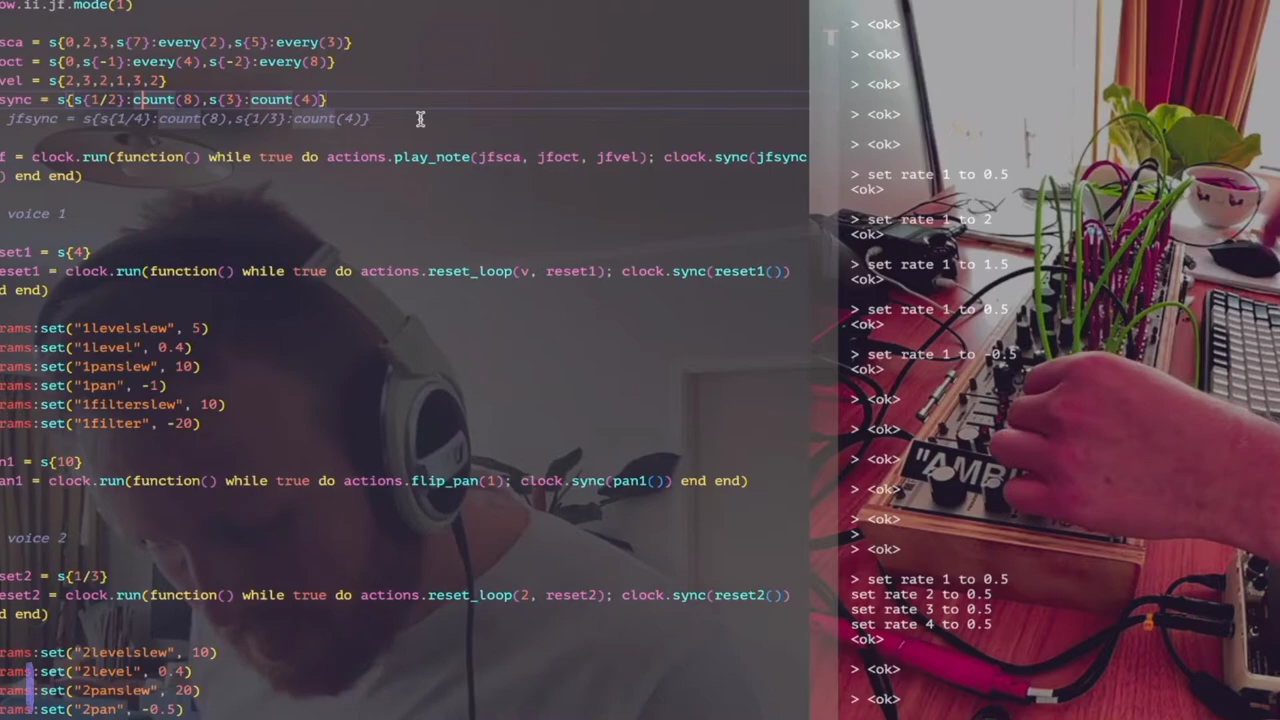 ow.ii.jf.mode(1)
sca = s{0,2,3,s{7}:every(2),s{5}:every(3)}
oct = s{0,s{-1}:every(4),s{-2}:every(8)}
vel = s{2,3,2,1,3,2}
sync = s{s{1/2}:count(8),s{3}:count(4)}
jfsync = s{s{1/4}:count(8),s{1/3}:count(4)}
f = clock.run(function() while true do actions.play_note(jfsca, jfoct, jfvel); clock.sync(jfsync
) end end)
voice 1
set1 = s{4}
eset1 = clock.run(function() while true do actions.reset_loop(v, reset1); clock.sync(reset1())
d end)
rams:set("1levelslew", 5)
rams:set("1level", 0.4)
rams:set("1panslew", 10)
rams:set("1pan", -1)
rams:set("1filterslew", 10)
rams:set("1filter", -20)
n1 = s{10}
an1 = clock.run(function() while true do actions.flip_pan(1); clock.sync(pan1()) end end)
voice 2
set2 = s{1/3}
eset2 = clock.run(function() while true do actions.reset_loop(2, reset2); clock.sync(reset2())
d end)
rams:set("2levelslew", 10)
rams:set("2level", 0.4)
rams:set("2panslew", 20)
rams:set("2pan", -0.5)
> <ok>
> <ok>
> <ok>
> <ok>
> <ok>
> set rate 1 to 0.5
<ok>
> set rate 1 to 2
<ok>
> set rate 1 to 1.5
<ok>
> set rate 1 to 0.5
<ok>
> set rate 1 to -0.5
<ok>
> <ok>
> <ok>
> <ok>
> <ok>
> <ok>
>
> <ok>
> set rate 1 to 0.5
set rate 2 to 0.5
set rate 3 to 0.5
set rate 4 to 0.5
<ok>
> <ok>
> <ok>
T
"AMBI